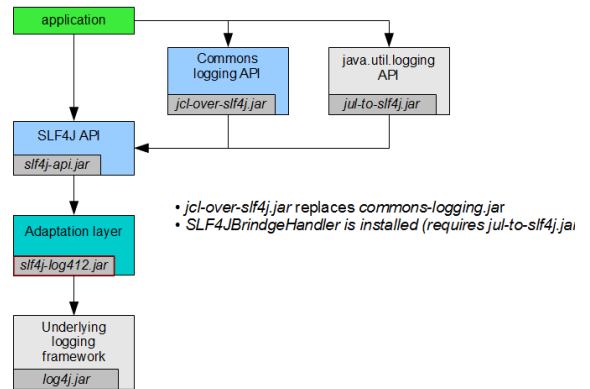 application
Commons
logging API
jcl-over-slf4j.jar
java.util.logging
API
jul-to-slf4j.jar
SLF4J API
slf4j-api.jar
• jcl-over-slf4j.jar replaces commons-logging.jar
• SLF4JBrindgeHandler is installed (requires jul-to-slf4j.jar
Adaptation layer
slf4j-log412.jar
Underlying
logging
framework
log4j.jar